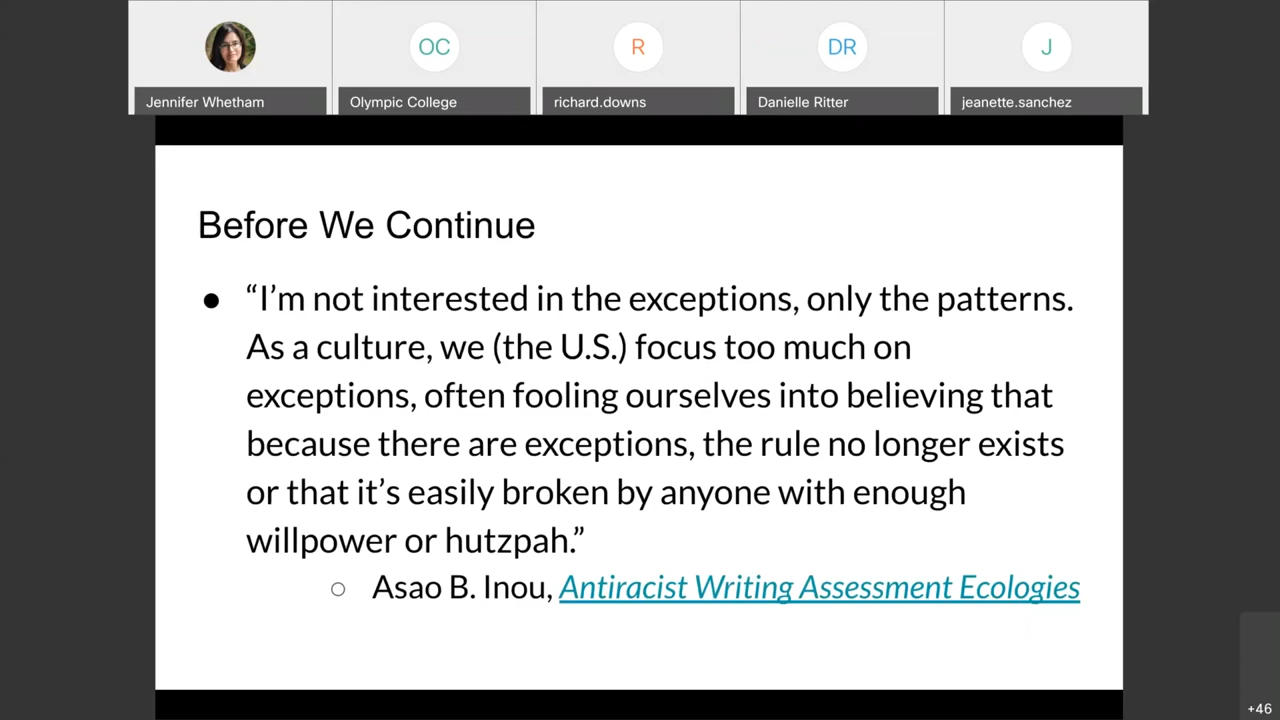 OC
R
DR
J
Jennifer Whetham
Olympic College
richard.downs
Danielle Ritter
jeanette.sanchez
Before We Continue
● “I’m not interested in the exceptions, only the patterns.
As a culture, we (the U.S.) focus too much on
exceptions, often fooling ourselves into believing that
because there are exceptions, the rule no longer exists
or that it’s easily broken by anyone with enough
willpower or hutzpah.”
○ Asao B. Inou, Antiracist Writing Assessment Ecologies
+46